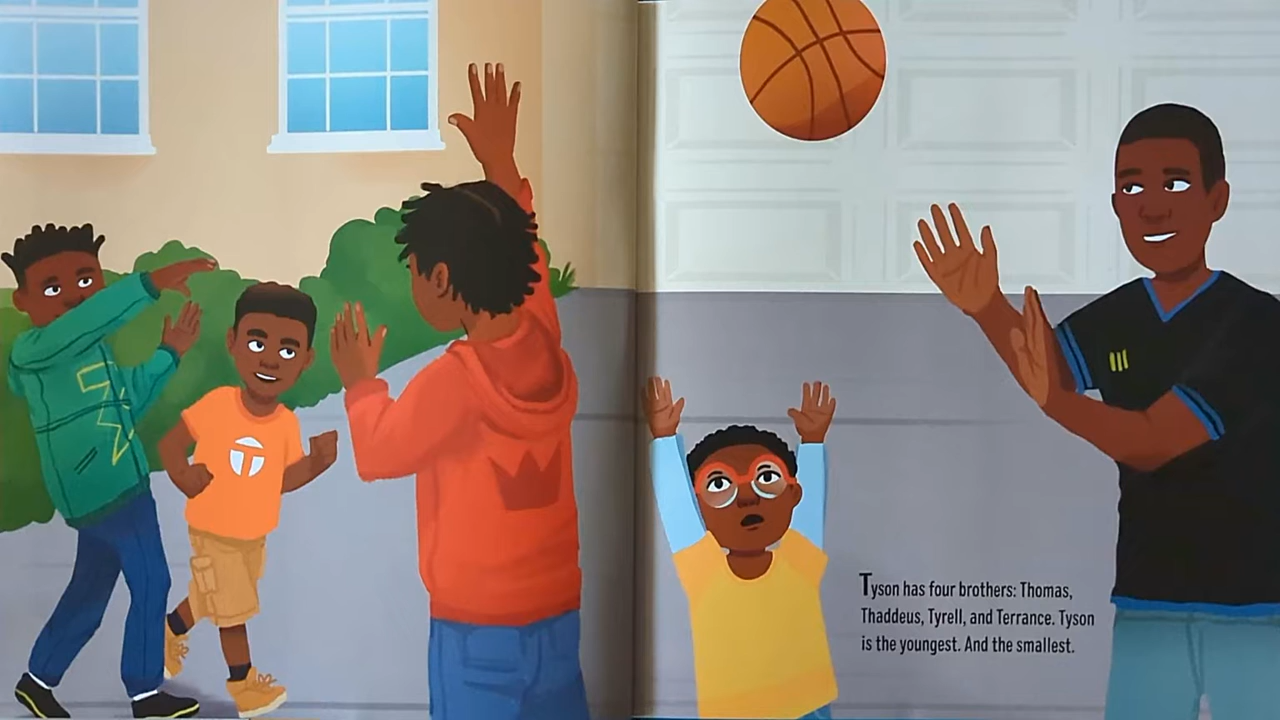 T
Tyson has four brothers: Thomas,
Thaddeus, Tyrell, and Terrance. Tyson
is the youngest. And the smallest.